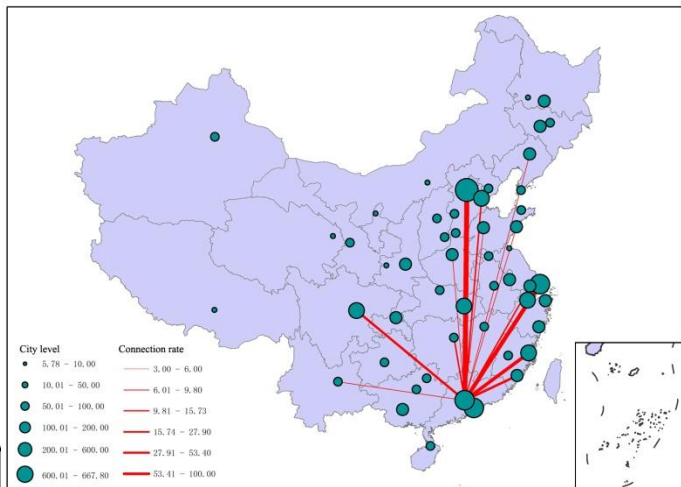 City level
5.78 - 10.00
10.01 - 50.00
50.01 - 100.00
100.01 - 200.00
200.01 - 600.00
600.01 - 667.80
Connection rate
3.00 - 6.00
6.01 - 9.80
9.81 - 15.73
15.74 - 27.90
27.91 - 53.40
53.41 - 100.00